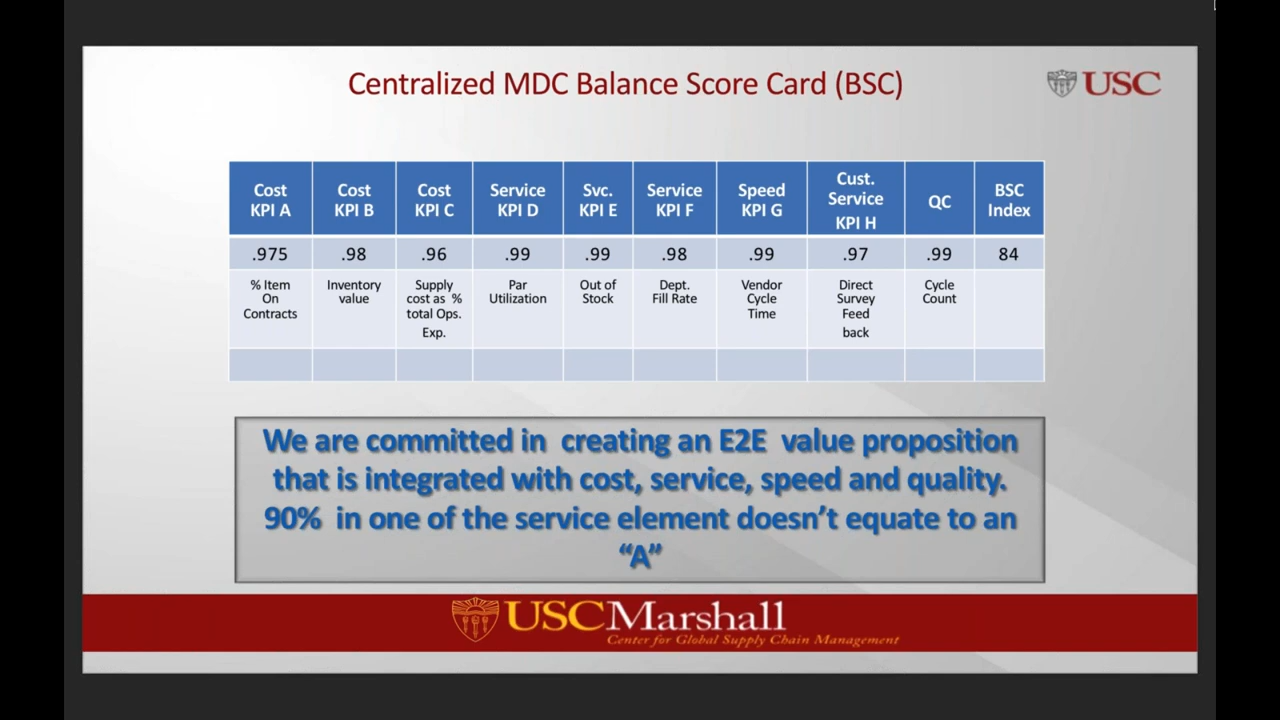 Centralized MDC Balance Score Card (BSC)
USC
Cost KPI A
Cost KPI B
Cost KPI C
Service KPI D
Svc. KPI E
Service KPI F
Speed KPI G
Cust. Service KPI H
QC
BSC Index
.975 .98 .96 .99 .99 .98 .99 .97 .99 84
% Item On Contracts
Inventory value
Supply cost as % total Ops. Exp.
Par Utilization
Out of Stock
Dept. Fill Rate
Vendor Cycle Time
Direct Survey Feed back
Cycle Count
We are committed in creating an E2E value proposition
that is integrated with cost, service, speed and quality.
90% in one of the service element doesn't equate to an
“A”
USC Marshall
Center for Global Supply Chain Management